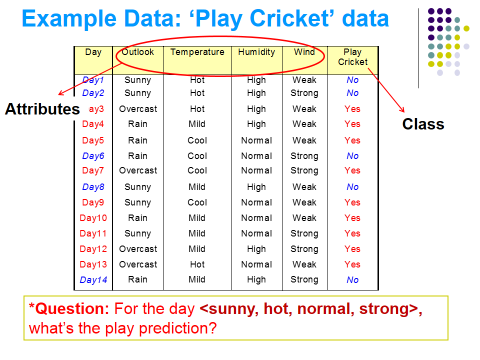 Example Data: ‘Play Cricket’ data
Day Outlook Temperature Humidity Wind Play Cricket
Day1 Sunny Hot High Weak No
Day2 Sunny Hot High Strong No
ay3 Overcast Hot High Weak Yes
Day4 Rain Mild High Weak Yes
Day5 Rain Cool Normal Weak Yes
Day6 Rain Cool Normal Strong No
Day7 Overcast Cool Normal Strong Yes
Day8 Sunny Mild High Weak No
Day9 Sunny Cool Normal Weak Yes
Day10 Rain Mild Normal Weak Yes
Day11 Sunny Mild Normal Strong Yes
Day12 Overcast Mild High Strong Yes
Day13 Overcast Hot Normal Weak Yes
Day14 Rain Mild High Strong No
Attributes
Class
*Question: For the day <sunny, hot, normal, strong>,
what's the play prediction?